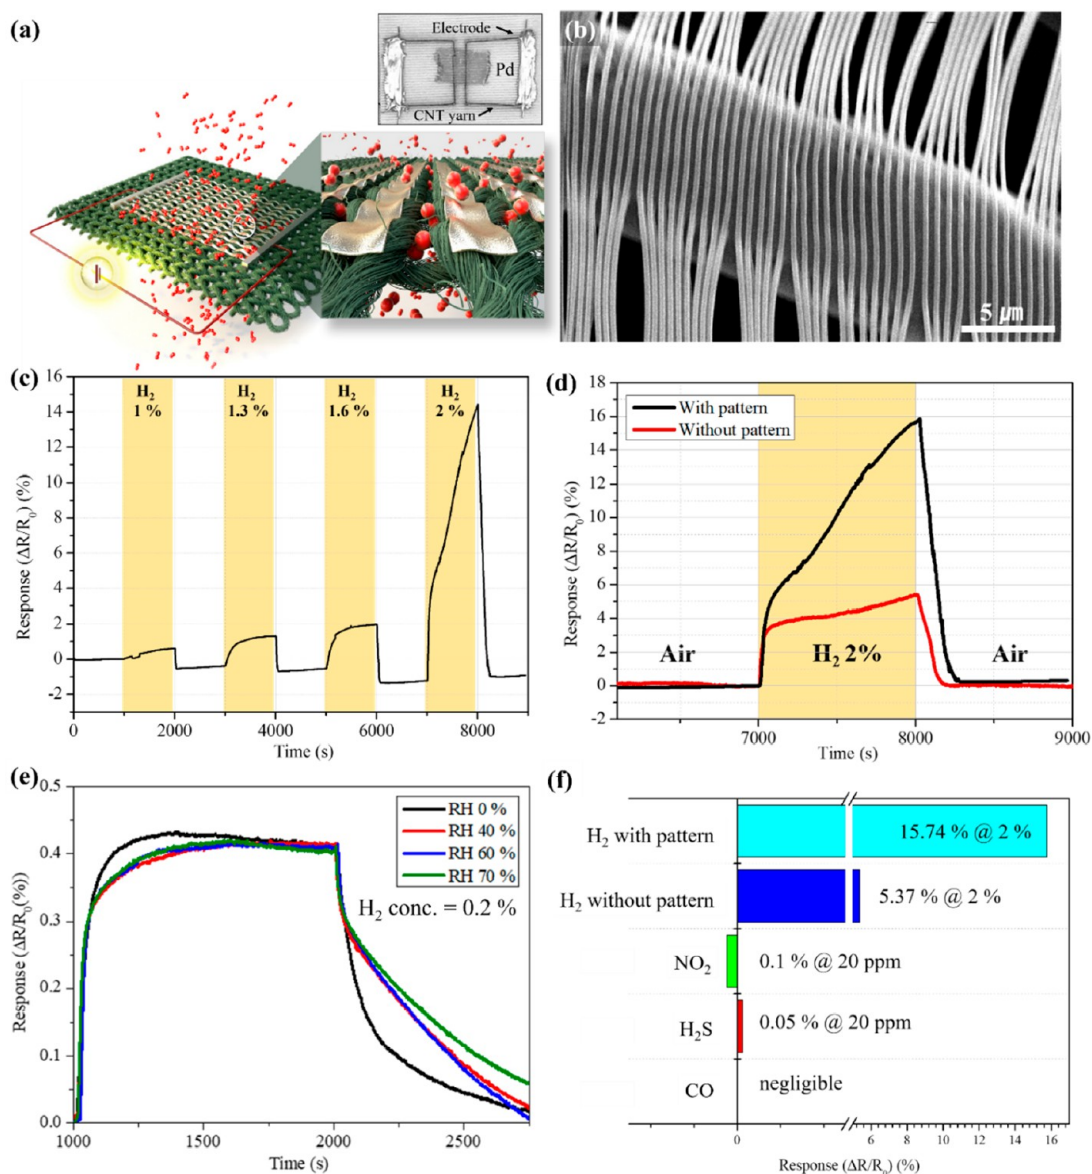 (a)
Electrode
Pd
CNT yarn
(b)
5 μm
(c)
H2 1 %
H2 1.3 %
H2 1.6 %
H2 2 %
16
14
12
10
8
6
4
2
0
-2
Response (ΔR/R0) (%)
0 2000 4000 6000 8000
Time (s)
(d)
With pattern
Without pattern
18
16
14
12
10
8
6
4
2
0
-2
Response (ΔR/R0) (%)
Air
H2 2%
Air
7000 8000 9000
Time (s)
(e)
RH 0 %
RH 40 %
RH 60 %
RH 70 %
H2 conc. = 0.2 %
0.5
0.4
0.3
0.2
0.1
0.0
Response (ΔR/R0(%))
1000 1500 2000 2500
Time (s)
(f)
H2 with pattern
15.74 % @ 2 %
H2 without pattern
5.37 % @ 2 %
NO2
0.1 % @ 20 ppm
H2S
0.05 % @ 20 ppm
CO
negligible
0 6 8 10 12 14 16
Response (ΔR/R0) (%)